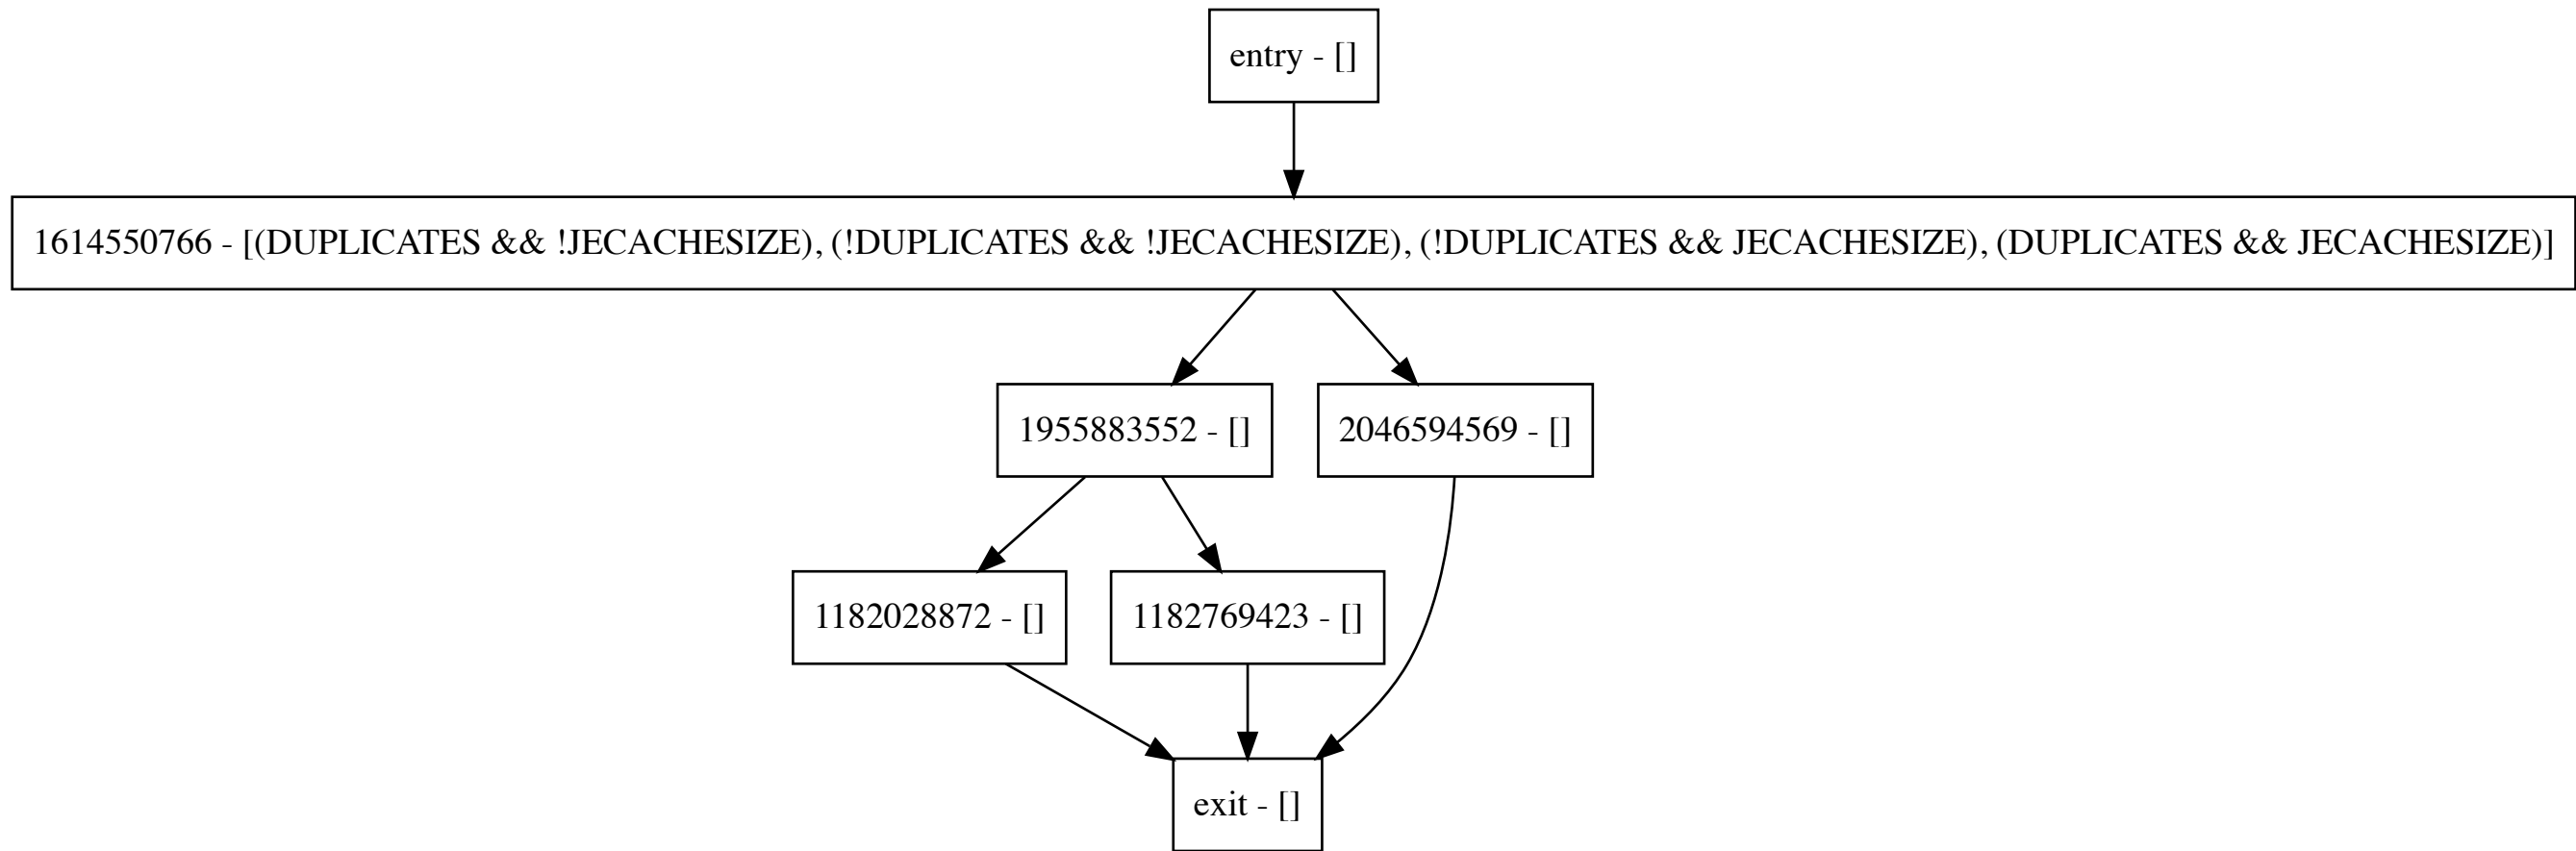 entry - []
1614550766 - [(DUPLICATES && !JECACHESIZE), (!DUPLICATES && !JECACHESIZE), (!DUPLICATES && JECACHESIZE), (DUPLICATES && JECACHESIZE)]
1955883552 - []
2046594569 - []
1182028872 - []
1182769423 - []
exit - []